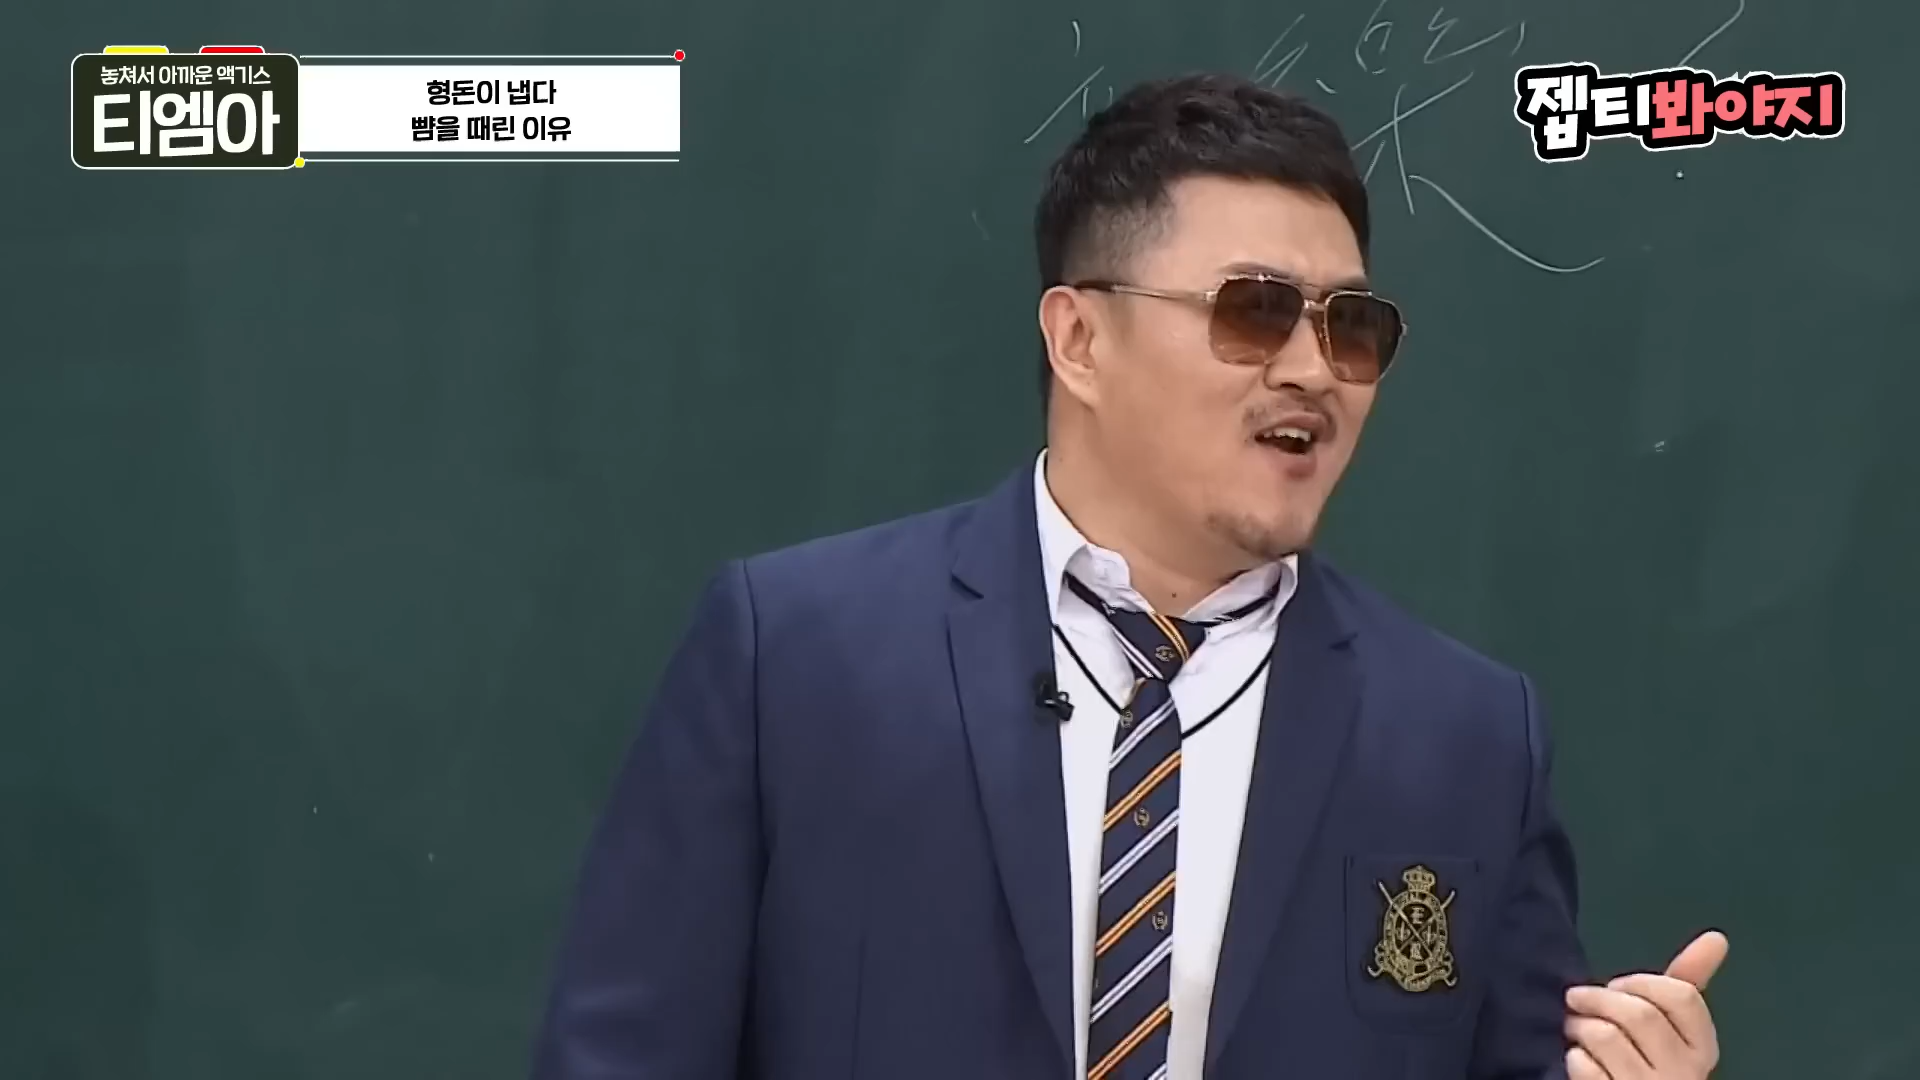 놓쳐서 아까운 액기스
티엠아
형돈이 냅다
뺨을 때린 이유
젭티봐야지